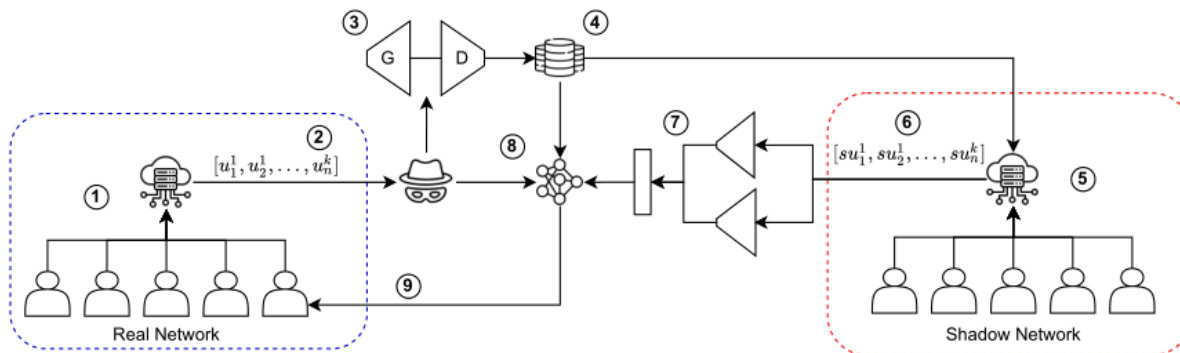 3
4
G
D
2
7
6
[u_1^1, u_2^1, . . . , u_n^k]
8
[su_1^1, su_2^1, . . . , su_n^k]
1
5
9
Real Network
Shadow Network